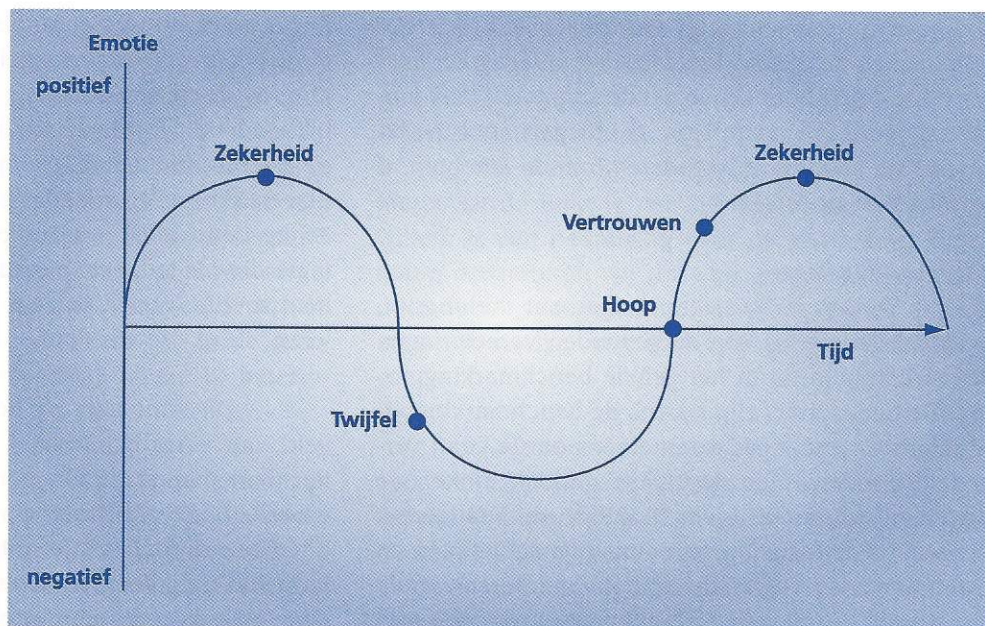 Emotie
positief
Zekerheid
Zekerheid
Vertrouwen
Hoop
Tijd
Twijfel
negatief